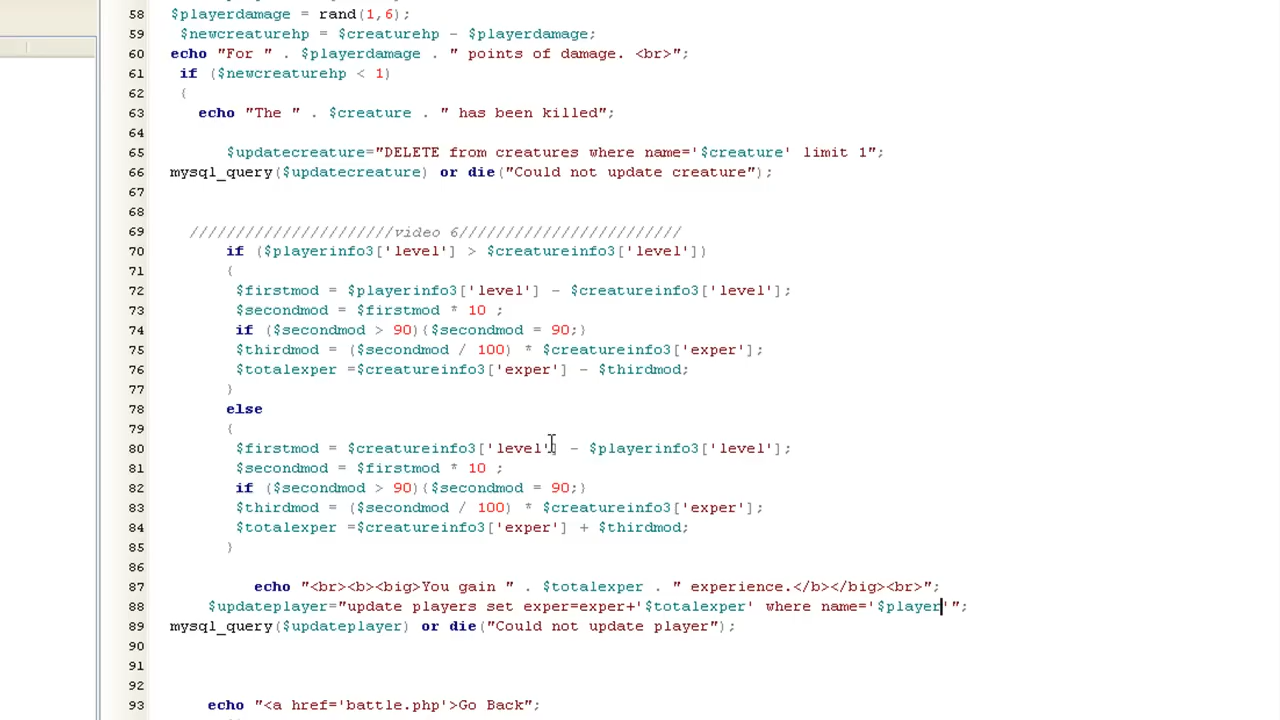 58 $playerdamage = rand(1,6);
59 $newcreaturehp = $creaturehp - $playerdamage;
60 echo "For " . $playerdamage . " points of damage. <br>";
61 if ($newcreaturehp < 1)
62 {
63 echo "The " . $creature . " has been killed";
64
65 $updatecreature="DELETE from creatures where name='$creature' limit 1";
66 mysql_query($updatecreature) or die("Could not update creature");
67
68
69 //////////////////////video 6////////////////////////
70 if ($playerinfo3['level'] > $creatureinfo3['level'])
71 {
72 $firstmod = $playerinfo3['level'] - $creatureinfo3['level'];
73 $secondmod = $firstmod * 10 ;
74 if ($secondmod > 90){$secondmod = 90;}
75 $thirdmod = ($secondmod / 100) * $creatureinfo3['exper'];
76 $totalexper =$creatureinfo3['exper'] - $thirdmod;
77 }
78 else
79 {
80 $firstmod = $creatureinfo3['level'] - $playerinfo3['level'];
81 $secondmod = $firstmod * 10 ;
82 if ($secondmod > 90){$secondmod = 90;}
83 $thirdmod = ($secondmod / 100) * $creatureinfo3['exper'];
84 $totalexper =$creatureinfo3['exper'] + $thirdmod;
85 }
86
87 echo "<br><b><big>You gain " . $totalexper . " experience.</b></big><br>";
88 $updateplayer="update players set exper=exper+'$totalexper' where name='$player'";
89 mysql_query($updateplayer) or die("Could not update player");
90
91
92
93 echo "<a href='battle.php'>Go Back";